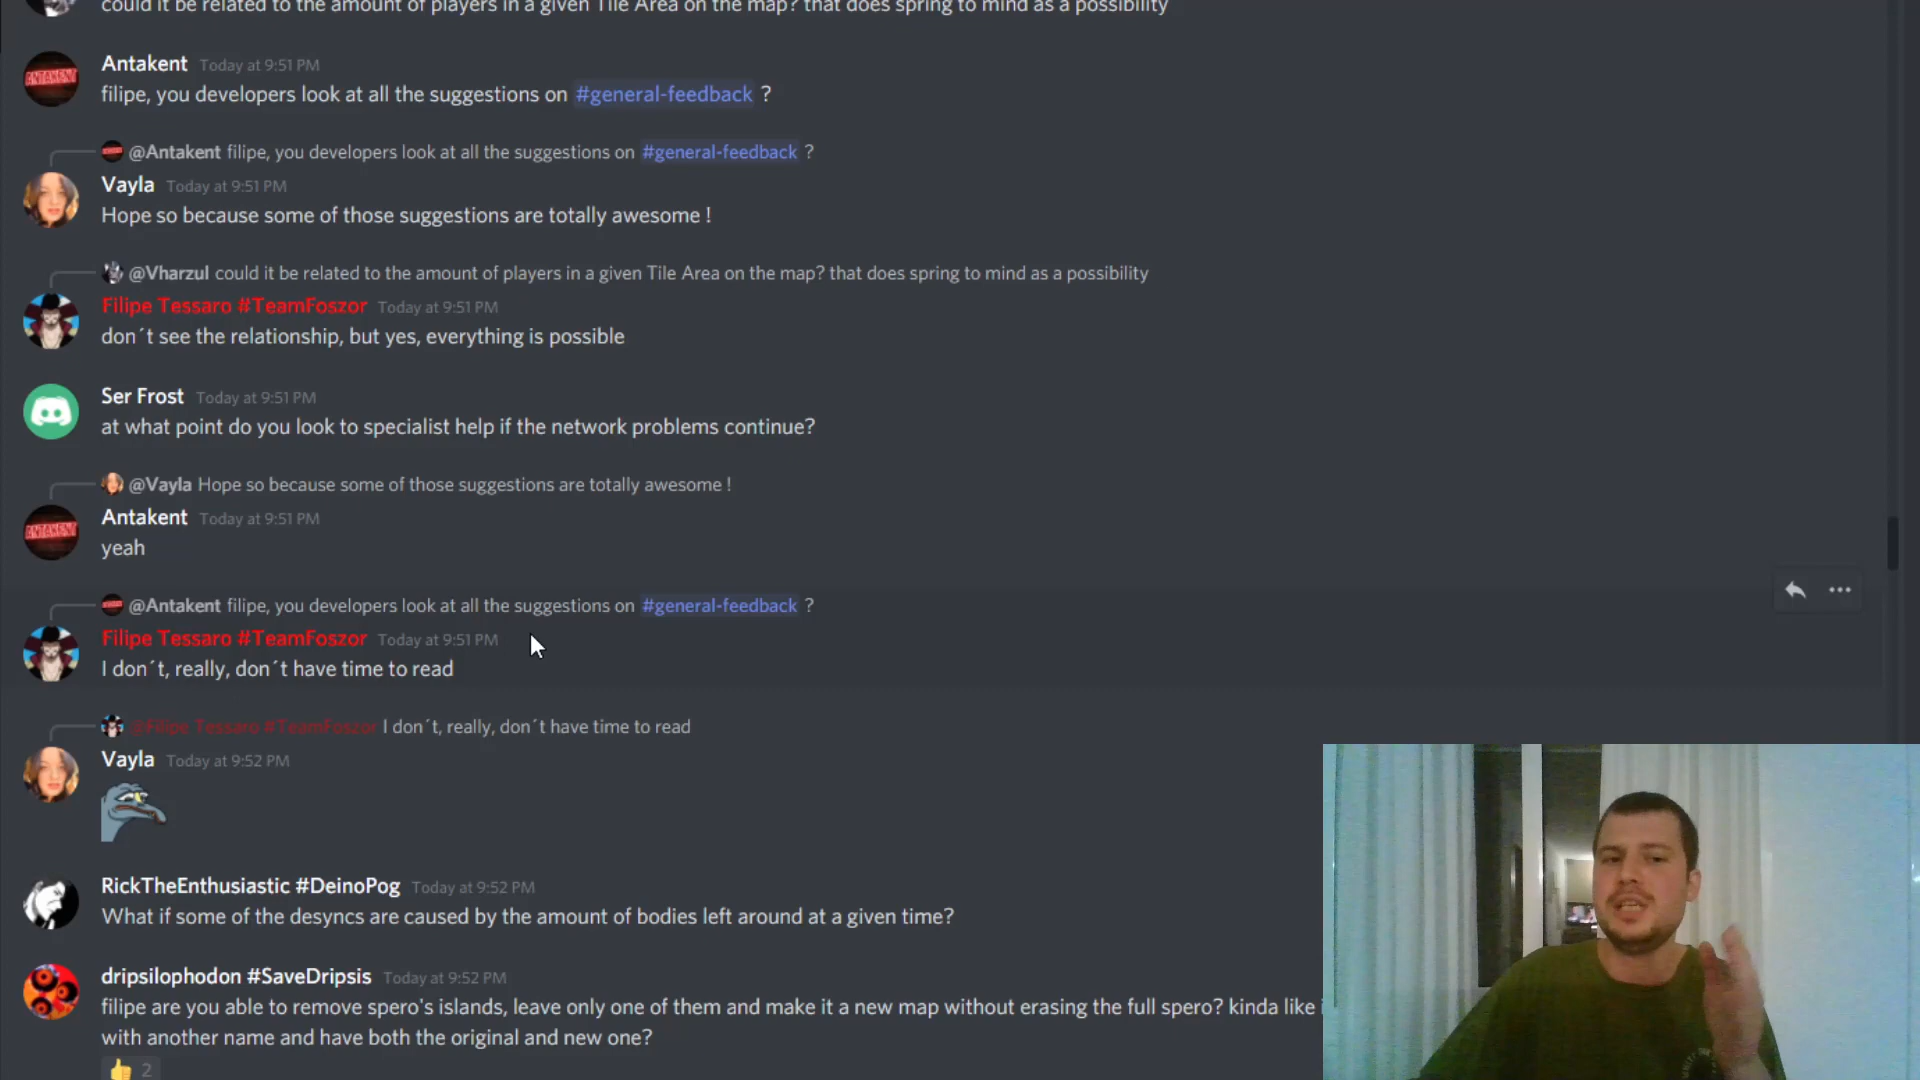 could it be related to the amount of players in a given Tile Area on the map? that does spring to mind as a possibility
Antakent Today at 9:51 PM
filipe, you developers look at all the suggestions on #general-feedback ?
@Antakent filipe, you developers look at all the suggestions on #general-feedback ?
Vayla Today at 9:51 PM
Hope so because some of those suggestions are totally awesome !
@Vharzul could it be related to the amount of players in a given Tile Area on the map? that does spring to mind as a possibility
Filipe Tessaro #TeamFoszor Today at 9:51 PM
don´t see the relationship, but yes, everything is possible
Ser Frost Today at 9:51 PM
at what point do you look to specialist help if the network problems continue?
@Vayla Hope so because some of those suggestions are totally awesome !
ANTAKENT
Antakent Today at 9:51 PM
yeah
@Antakent filipe, you developers look at all the suggestions on #general-feedback ?
Filipe Tessaro #TeamFoszor Today at 9:51 PM
I don´t, really, don´t have time to read
@Filipe Tessaro #TeamFoszor I don´t, really, don´t have time to read
Vayla Today at 9:52 PM
RickTheEnthusiastic #DeinoPog Today at 9:52 PM
What if some of the desyncs are caused by the amount of bodies left around at a given time?
dripsilophodon #SaveDripsis Today at 9:52 PM
filipe are you able to remove spero's islands, leave only one of them and make it a new map without erasing the full spero? kinda like
with another name and have both the original and new one?
2